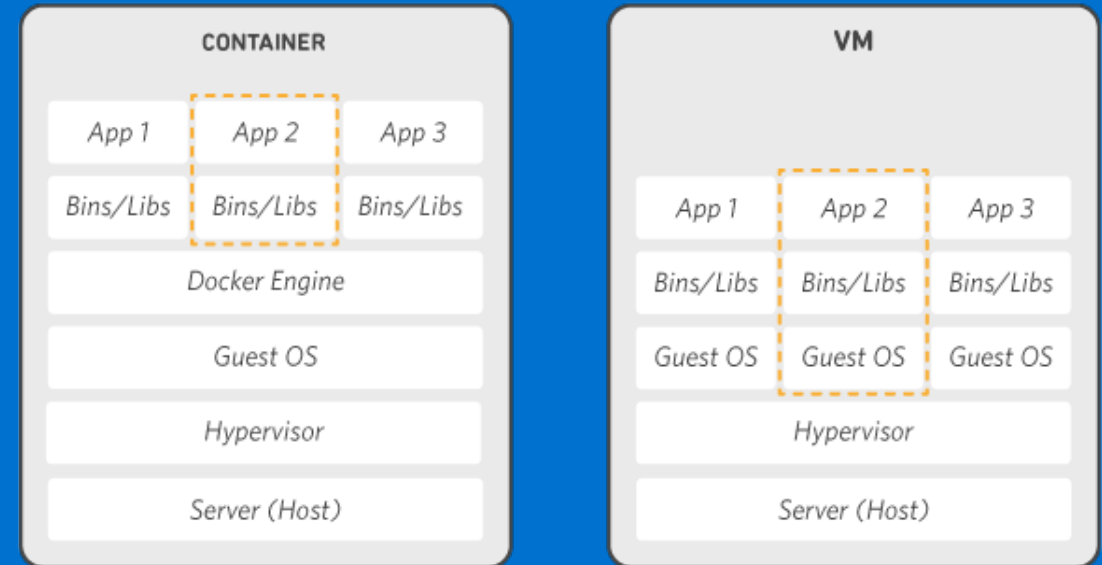 CONTAINER
App 1 App 2 App 3
Bins/Libs Bins/Libs Bins/Libs
Docker Engine
Guest OS
Hypervisor
Server (Host)
VM
App 1 App 2 App 3
Bins/Libs Bins/Libs Bins/Libs
Guest OS Guest OS Guest OS
Hypervisor
Server (Host)